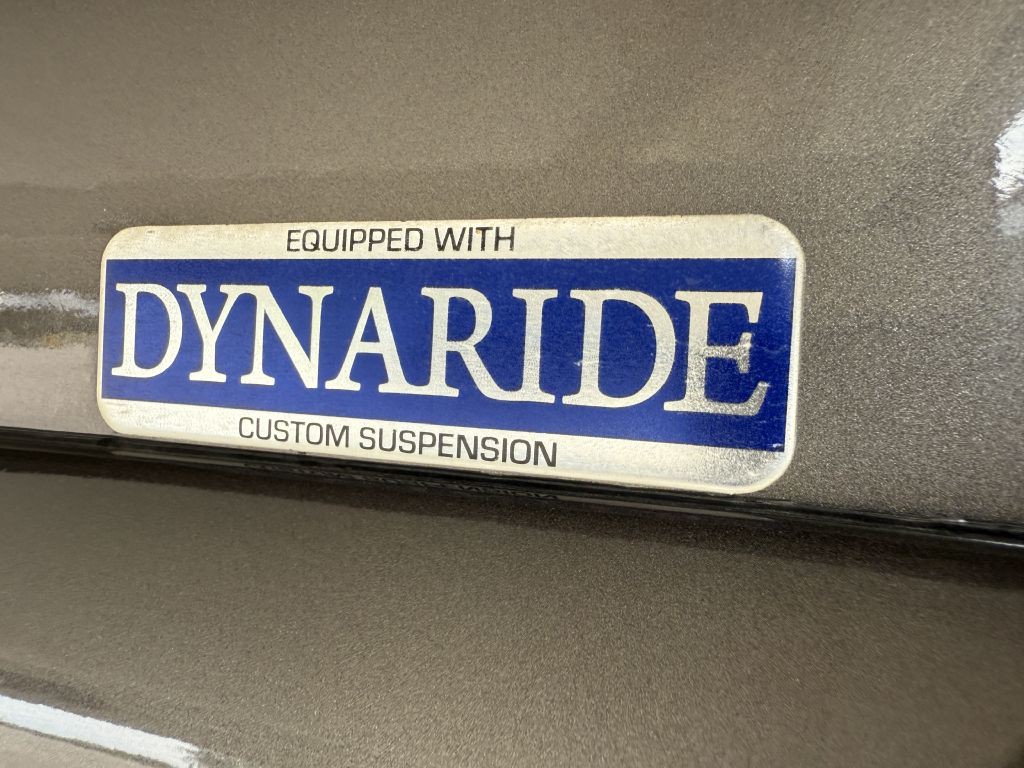 EQUIPPED WITH
DYNARIDE
CUSTOM SUSPENSION